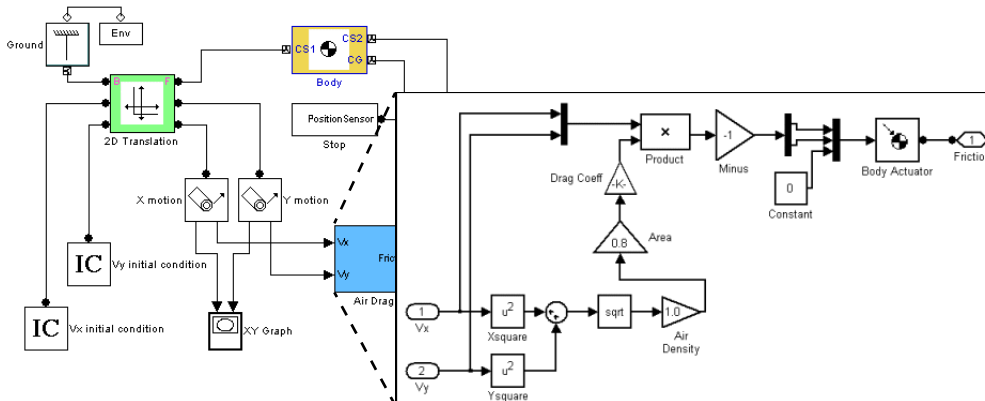 Ground
Env
B
F
2D Translation
CS1
CS2
CG
Body
PositionSensor
Stop
X motion
Y motion
IC
Vy initial condition
IC
Vx initial condition
XY Graph
Vx
Vy
Air Drag
Drag Coeff
-K-
×
Product
-1
Minus
0
Constant
Body Actuator
1
Friction
0.8
Area
1
Vx
u²
Xsquare
sqrt
1.0
Air
Density
2
Vy
u²
Ysquare